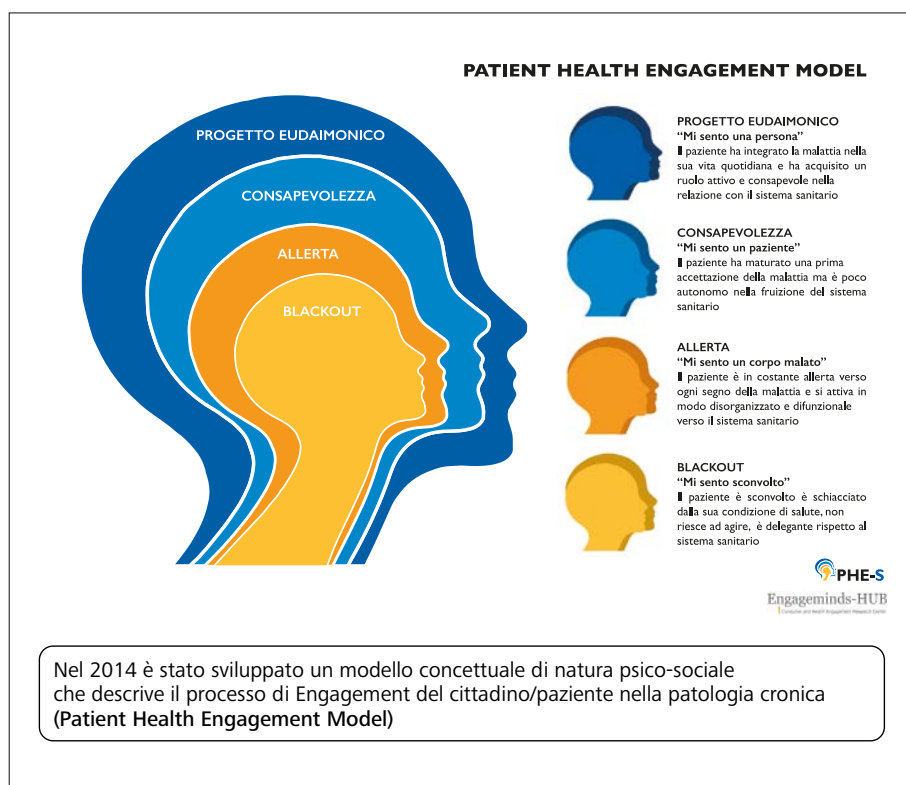 PATIENT HEALTH ENGAGEMENT MODEL
PROGETTO EUDAIMONICO
CONSAPEVOLEZZA
ALLERTA
BLACKOUT
PROGETTO EUDAIMONICO
“Mi sento una persona”
Il paziente ha integrato la malattia nella
sua vita quotidiana e ha acquisito un
ruolo attivo e consapevole nella
relazione con il sistema sanitario
CONSAPEVOLEZZA
“Mi sento un paziente”
Il paziente ha maturato una prima
accettazione della malattia ma è poco
autonomo nella fruizione del sistema
sanitario
ALLERTA
“Mi sento un corpo malato”
Il paziente è in costante allerta verso
ogni segno della malattia e si attiva in
modo disorganizzato e difunzionale
verso il sistema sanitario
BLACKOUT
“Mi sento sconvolto”
Il paziente è sconvolto è schiacciato
dalla sua condizione di salute, non
riesce ad agire, è delegante rispetto al
sistema sanitario
PHE-S
Engageminds-HUB
Consumer and Health Engagement Research Center
Nel 2014 è stato sviluppato un modello concettuale di natura psico-sociale
che descrive il processo di Engagement del cittadino/paziente nella patologia cronica
(Patient Health Engagement Model)